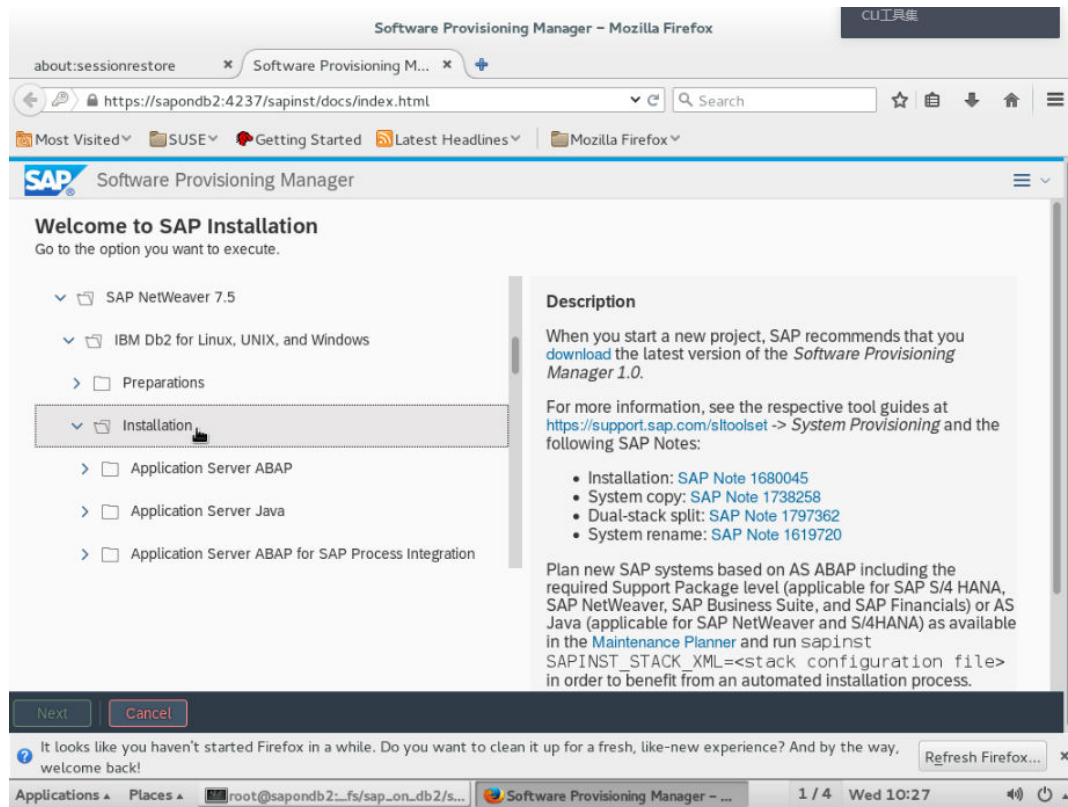 CLI工具集
Software Provisioning Manager – Mozilla Firefox
about:sessionrestore
Software Provisioning M...
https://sapondb2:4237/sapinst/docs/index.html
Search
Most Visited
SUSE
Getting Started
Latest Headlines
Mozilla Firefox
SAP
Software Provisioning Manager
Welcome to SAP Installation
Go to the option you want to execute.
SAP NetWeaver 7.5
IBM Db2 for Linux, UNIX, and Windows
Preparations
Installation
Application Server ABAP
Application Server Java
Application Server ABAP for SAP Process Integration
Description
When you start a new project, SAP recommends that you
download the latest version of the Software Provisioning
Manager 1.0.
For more information, see the respective tool guides at
https://support.sap.com/sltoolset -> System Provisioning and the
following SAP Notes:
• Installation: SAP Note 1680045
• System copy: SAP Note 1738258
• Dual-stack split: SAP Note 1797362
• System rename: SAP Note 1619720
Plan new SAP systems based on AS ABAP including the
required Support Package level (applicable for SAP S/4 HANA,
SAP NetWeaver, SAP Business Suite, and SAP Financials) or AS
Java (applicable for SAP NetWeaver and S/4HANA) as available
in the Maintenance Planner and run sapinst
SAPINST_STACK_XML=<stack configuration file>
in order to benefit from an automated installation process.
Next
Cancel
It looks like you haven't started Firefox in a while. Do you want to clean it up for a fresh, like-new experience? And by the way,
welcome back!
Refresh Firefox...
Applications
Places
root@sapondb2:..._fs/sap_on_db2/s...
Software Provisioning Manager – ...
1 / 4
Wed 10:27